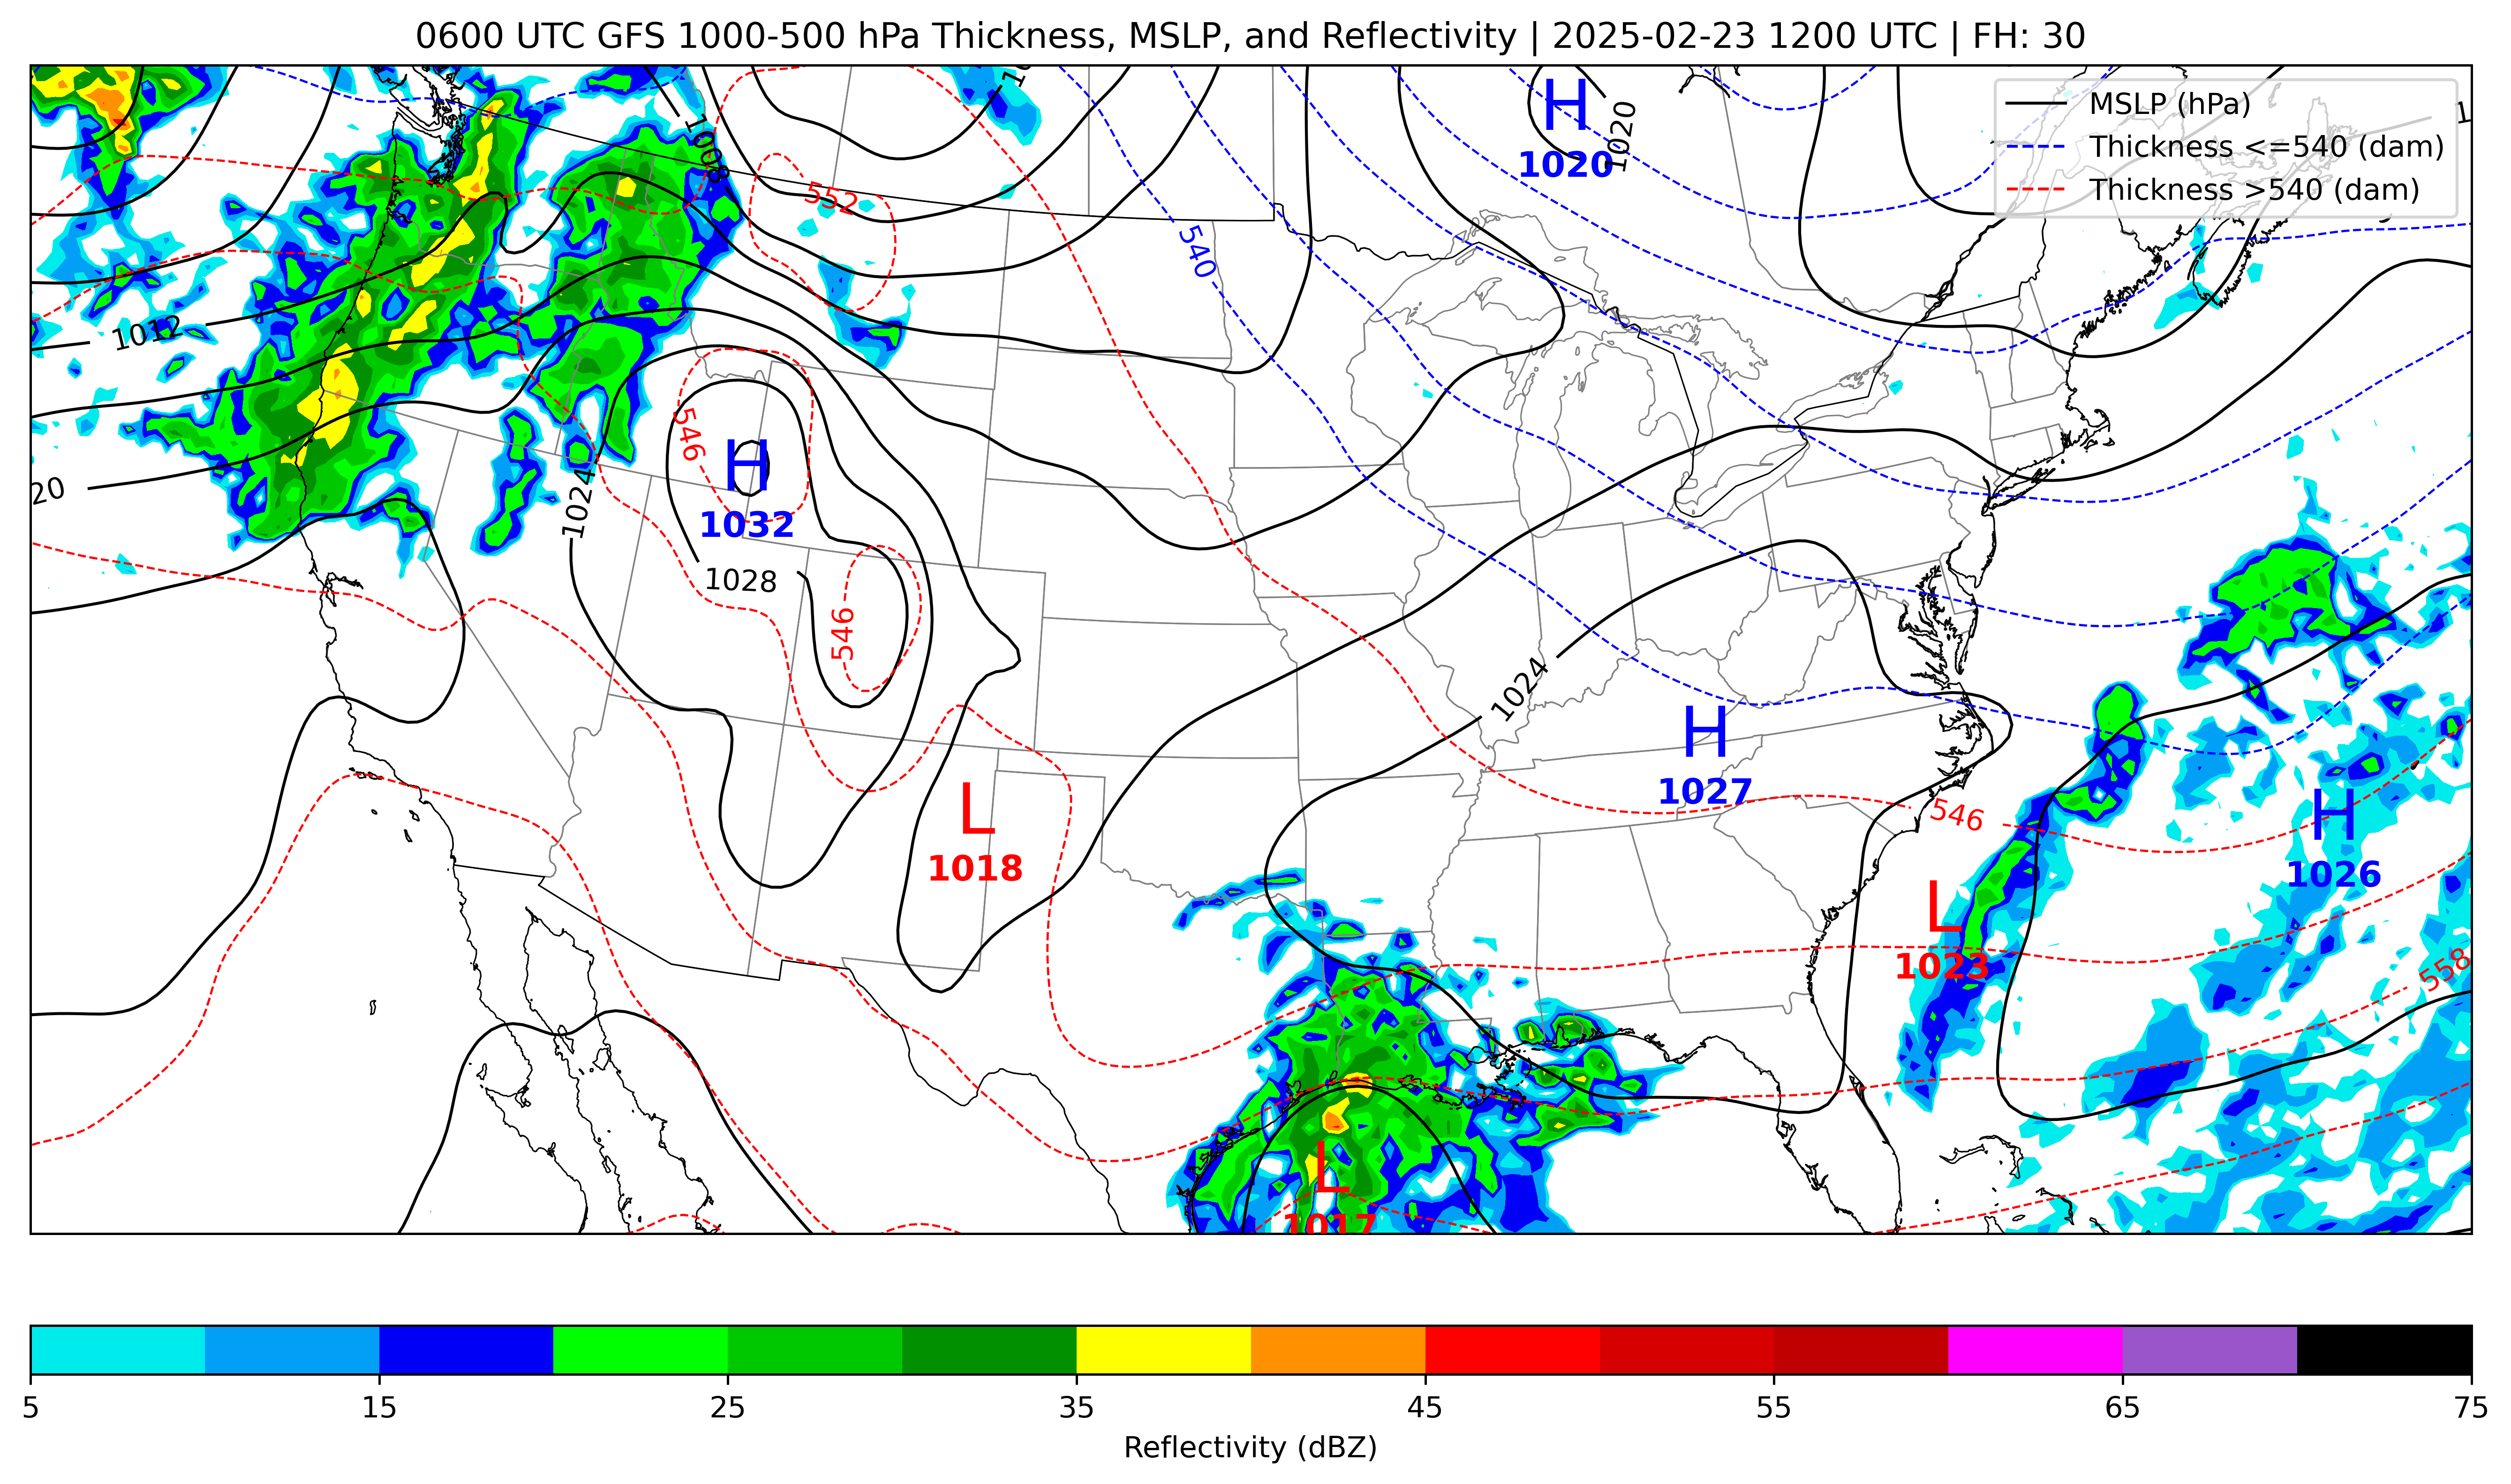 0600 UTC GFS 1000-500 hPa Thickness, MSLP, and Reflectivity | 2025-02-23 1200 UTC | FH: 30
MSLP (hPa)
Thickness <=540 (dam)
Thickness >540 (dam)
H
1020
1020
1008
552
540
1012
546
H
1032
20
1024
1028
546
1024
H
1027
L
1018
546
H
1026
L
1023
558
L
1017
5
15
25
35
45
55
65
75
Reflectivity (dBZ)